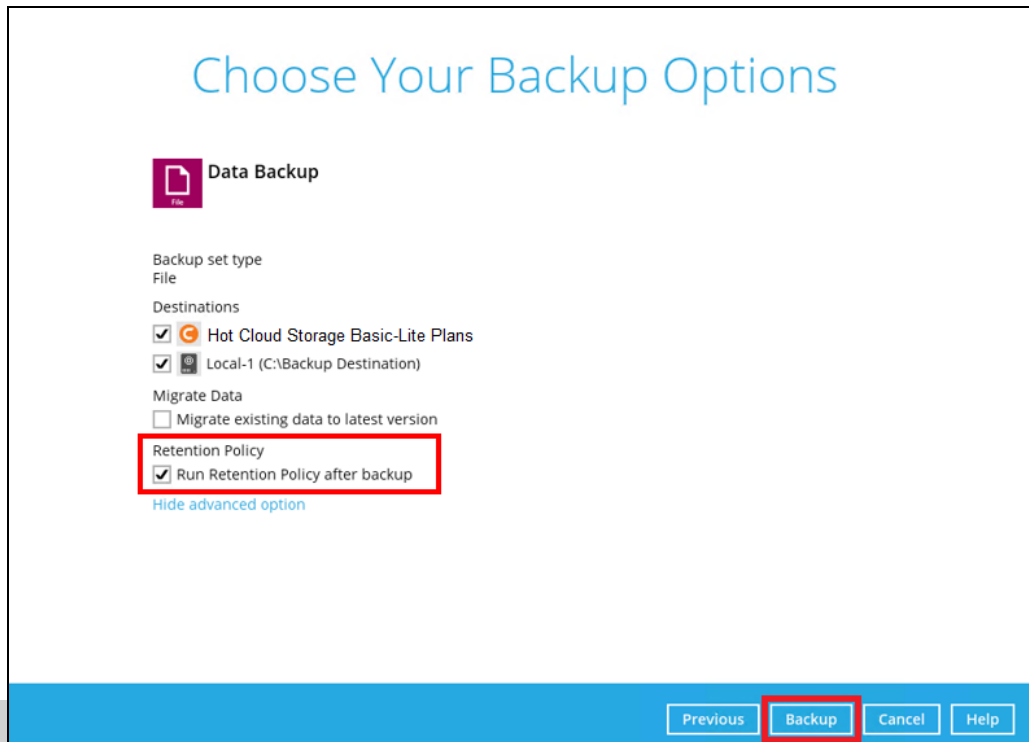 Choose Your Backup Options
Data Backup
File
Backup set type
File
Destinations
Hot Cloud Storage Basic-Lite Plans
Local-1 (C:\Backup Destination)
Migrate Data
Migrate existing data to latest version
Retention Policy
Run Retention Policy after backup
Hide advanced option
Previous Backup Cancel Help